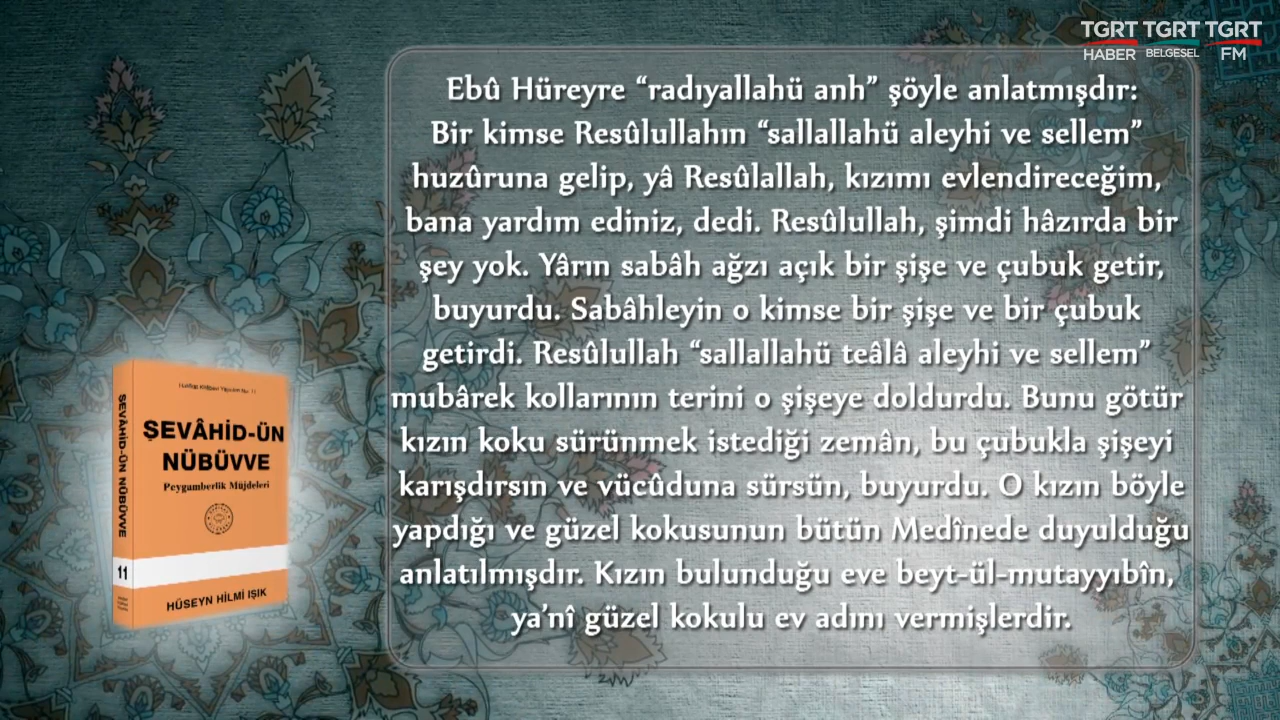 TGRT TGRT TGRT
HABER BELGESEL FM
Ebû Hüreyre “radıyallahü anh” şöyle anlatmışdır:
Bir kimse Resûlullahın “sallallahü aleyhi ve sellem”
huzûruna gelip, yâ Resûlallah, kızımı evlendireceğim,
bana yardım ediniz, dedi. Resûlullah, şimdi hâzırda bir
şey yok. Yârın sabâh ağzı açık bir şişe ve çubuk getir,
buyurdu. Sabâhleyin o kimse bir şişe ve bir çubuk
getirdi. Resûlullah “sallallahü teâlâ aleyhi ve sellem”
mubârek kollarının terini o şişeye doldurdu. Bunu götür
kızın koku sürünmek istediği zemân, bu çubukla şişeyi
karışdırsın ve vücûduna sürsün, buyurdu. O kızın böyle
yapdığı ve güzel kokusunun bütün Medînede duyulduğu
anlatılmışdır. Kızın bulunduğu eve beyt-ül-mutayyıbîn,
ya’nî güzel kokulu ev adını vermişlerdir.
ŞEVÂHİD-ÜN
NÜBÜVVE
Peygamberlik Müjdeleri
HÜSEYN HİLMİ IŞIK
ŞEVÂHİD-ÜN NÜBÜVVE
11